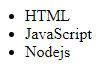 • HTML
• JavaScript
• Nodejs